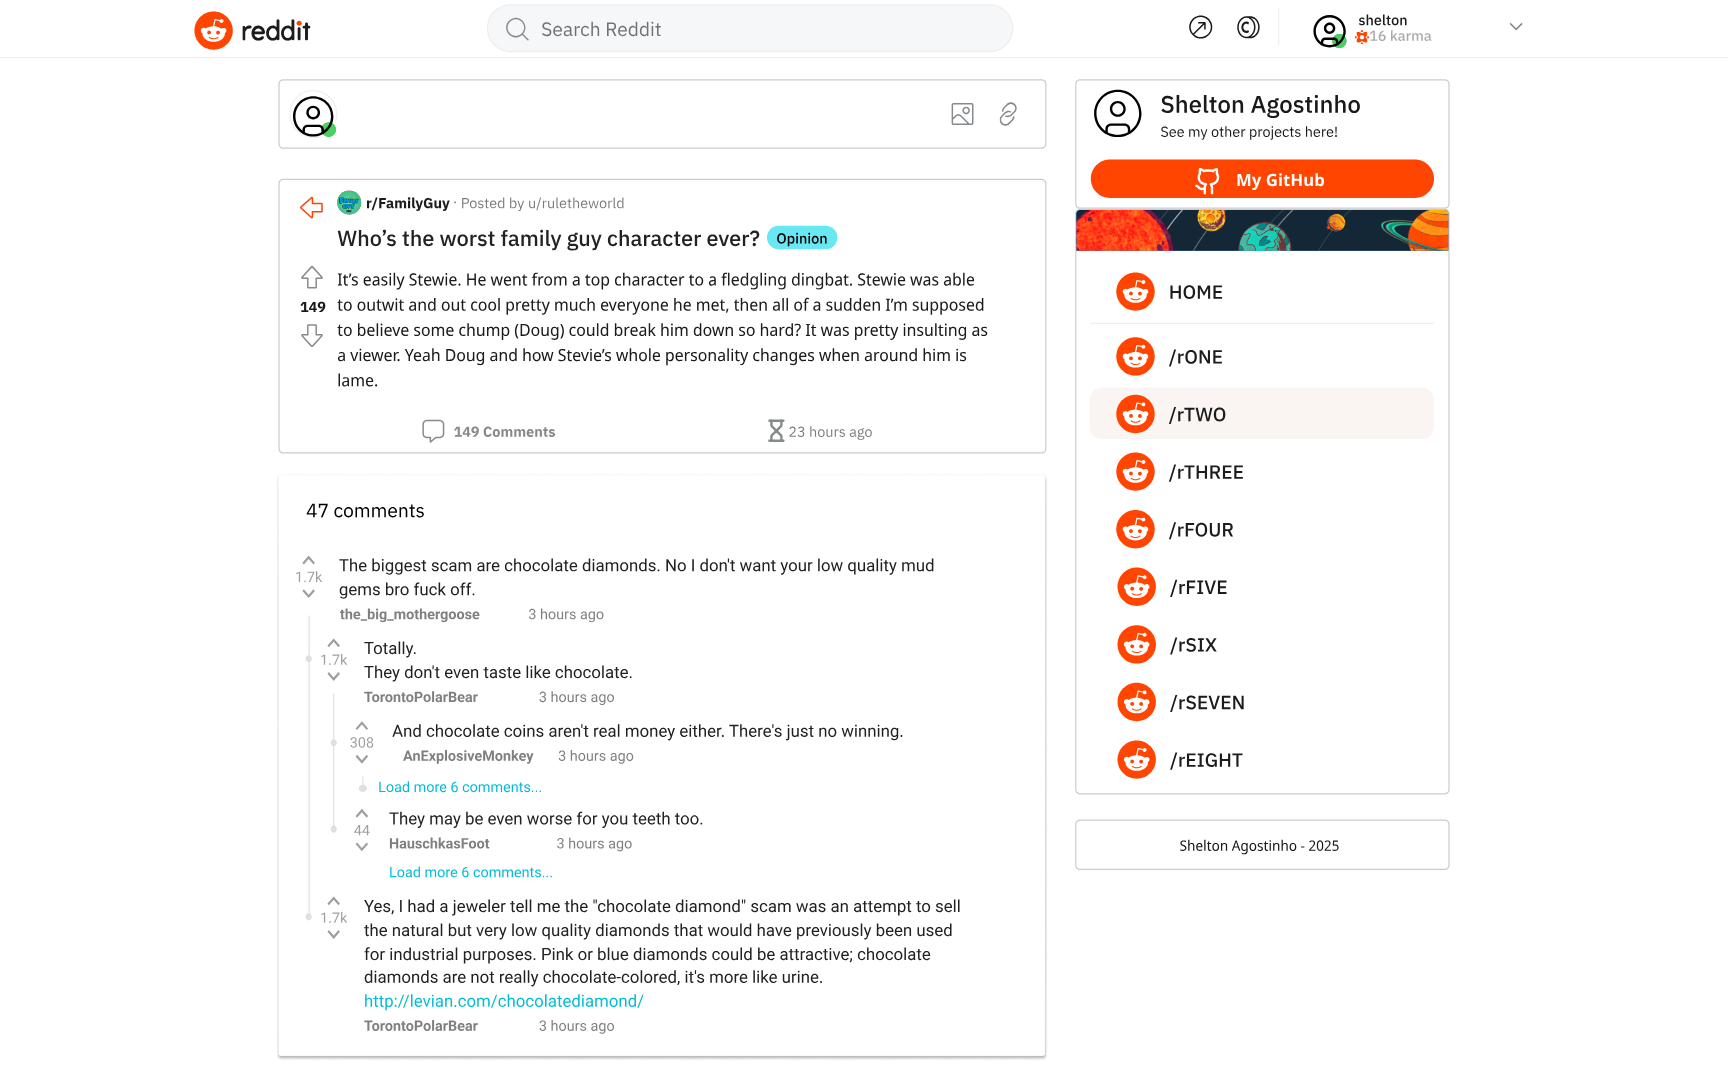 reddit
Search Reddit
shelton
16 karma
Shelton Agostinho
See my other projects here!
My GitHub
r/FamilyGuy · Posted by u/ruletheworld
Who’s the worst family guy character ever? Opinion
It’s easily Stewie. He went from a top character to a fledgling dingbat. Stewie was able
to outwit and out cool pretty much everyone he met, then all of a sudden I’m supposed
to believe some chump (Doug) could break him down so hard? It was pretty insulting as
a viewer. Yeah Doug and how Stevie’s whole personality changes when around him is
lame.
149
149 Comments
23 hours ago
47 comments
1.7k
The biggest scam are chocolate diamonds. No I don't want your low quality mud
gems bro fuck off.
the_big_mothergoose 3 hours ago
1.7k
Totally.
They don't even taste like chocolate.
TorontoPolarBear 3 hours ago
308
And chocolate coins aren't real money either. There's just no winning.
AnExplosiveMonkey 3 hours ago
Load more 6 comments...
44
They may be even worse for you teeth too.
HauschkasFoot 3 hours ago
Load more 6 comments...
1.7k
Yes, I had a jeweler tell me the "chocolate diamond" scam was an attempt to sell
the natural but very low quality diamonds that would have previously been used
for industrial purposes. Pink or blue diamonds could be attractive; chocolate
diamonds are not really chocolate-colored, it's more like urine.
http://levian.com/chocolatediamond/
TorontoPolarBear 3 hours ago
HOME
/rONE
/rTWO
/rTHREE
/rFOUR
/rFIVE
/rSIX
/rSEVEN
/rEIGHT
Shelton Agostinho - 2025